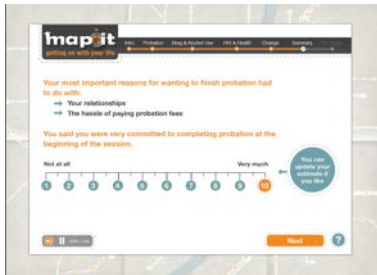 mapit
getting on with your life
Intro Probation Drug & Alcohol Use HIV & Health Change Summary
Your most important reasons for wanting to finish probation had
to do with:
→ Your relationships
→ The hassle of paying probation fees
You said you were very committed to completing probation at the
beginning of the session.
Not at all Very much
1 2 3 4 5 6 7 8 9 10
You can
update your
estimate if
you like
Next ?